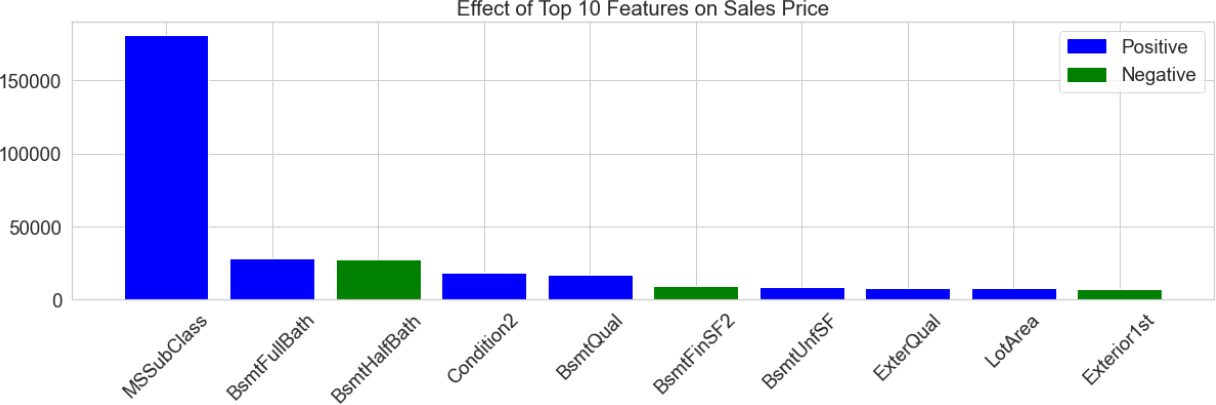 Effect of Top 10 Features on Sales Price
Positive
Negative
150000
100000
50000
0
MSSubClass
BsmtFullBath
BsmtHalfBath
Condition2
BsmtQual
BsmtFinSF2
BsmtUnfSF
ExterQual
LotArea
Exterior1st